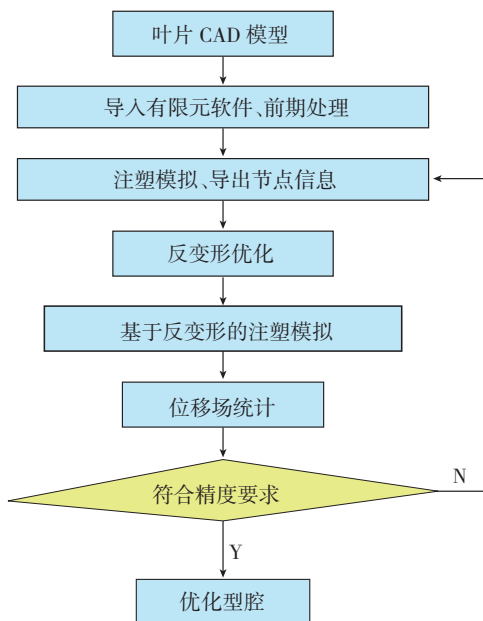 叶片 CAD 模型
导入有限元软件、前期处理
注塑模拟、导出节点信息
反变形优化
基于反变形的注塑模拟
位移场统计
符合精度要求
N
Y
优化型腔